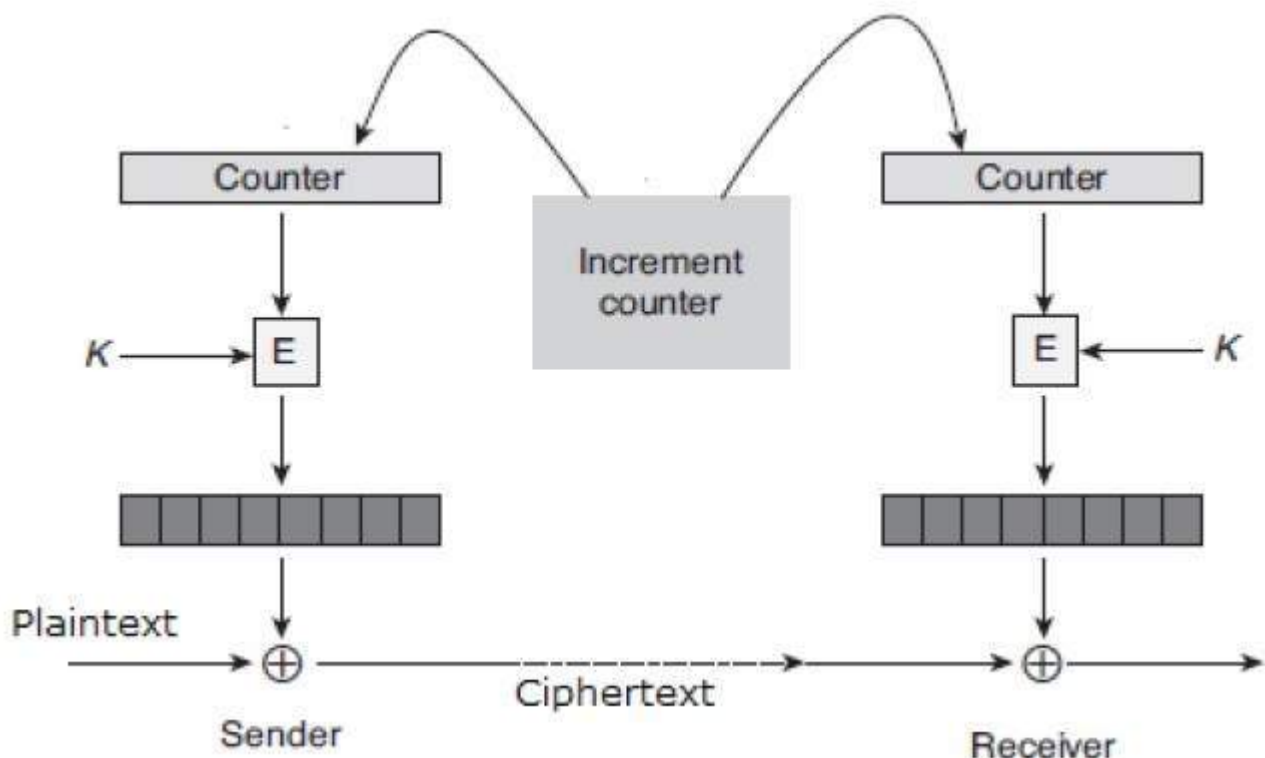 Counter
Counter
Increment
counter
K
E
E
K
Plaintext
Ciphertext
Sender
Receiver